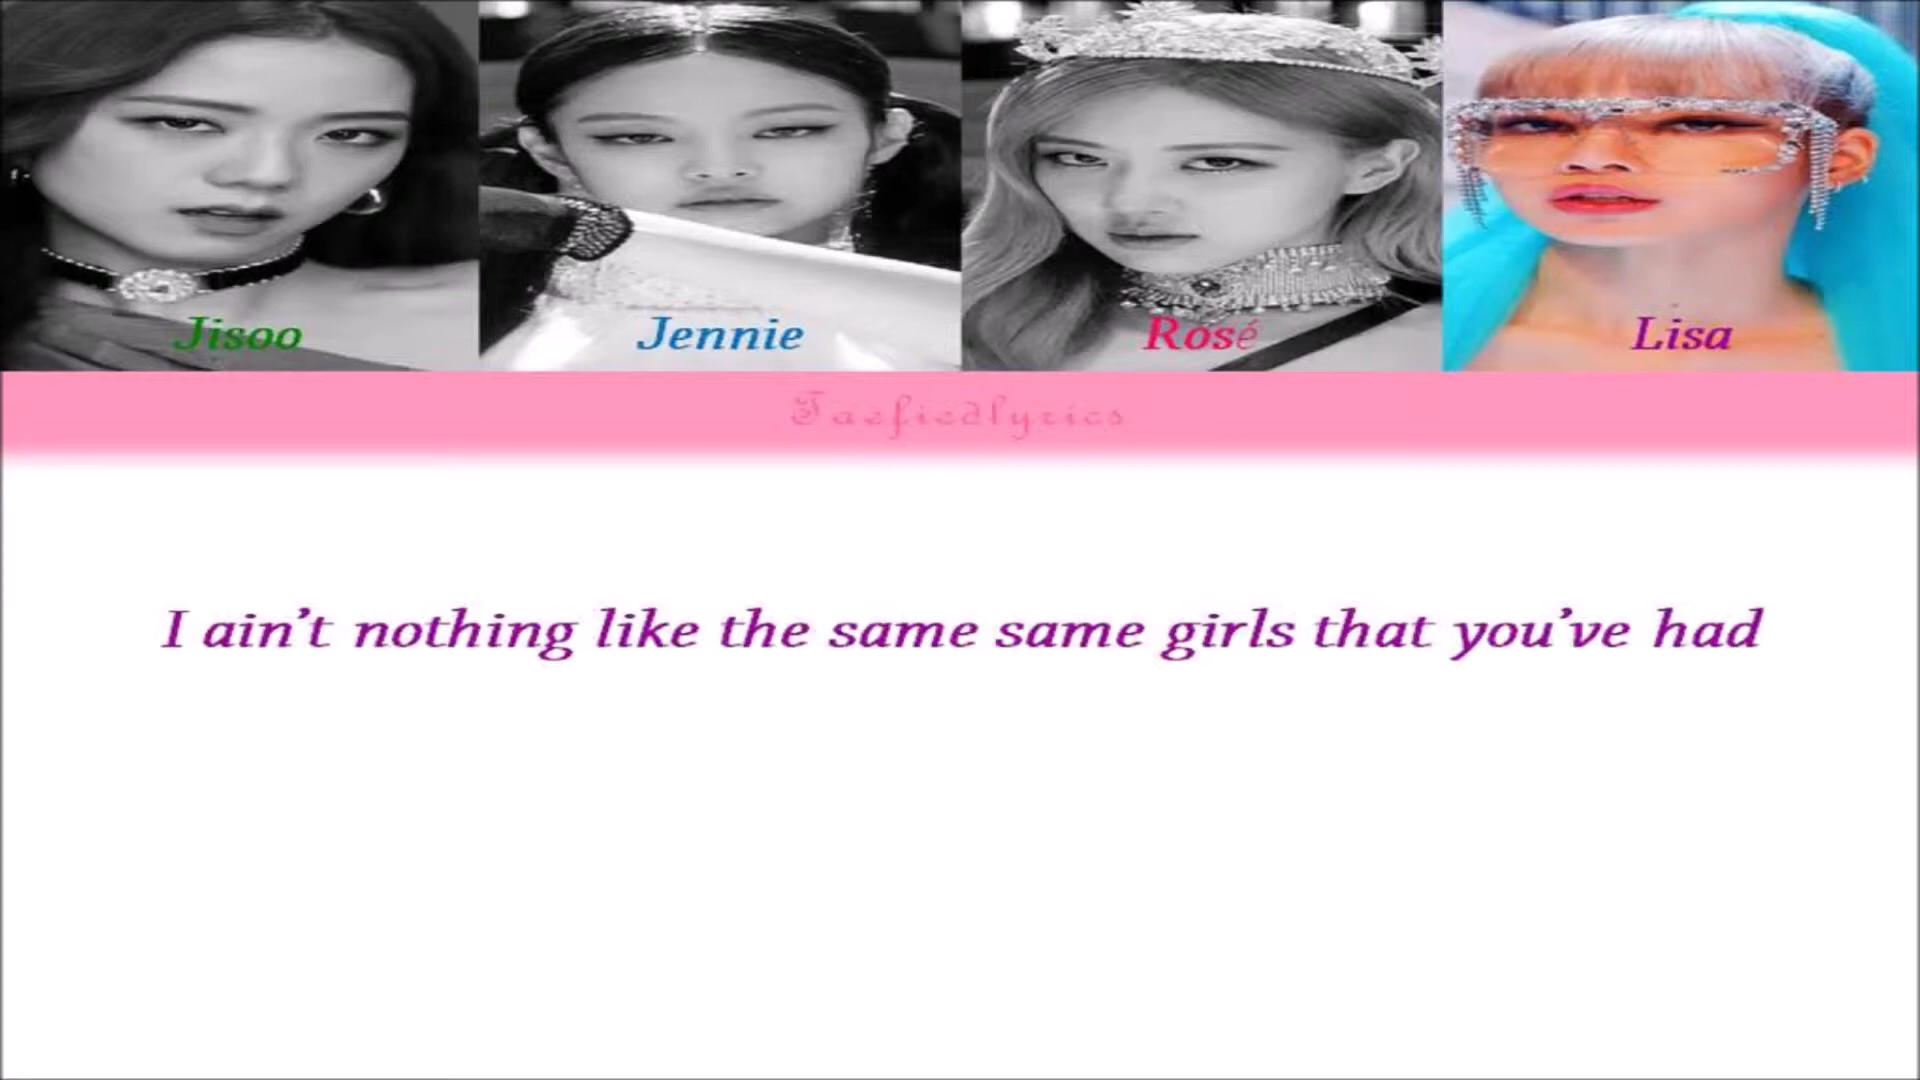 Jisoo
Jennie
Rosé
Lisa
Taefiedlyrics
I ain't nothing like the same same girls that you've had